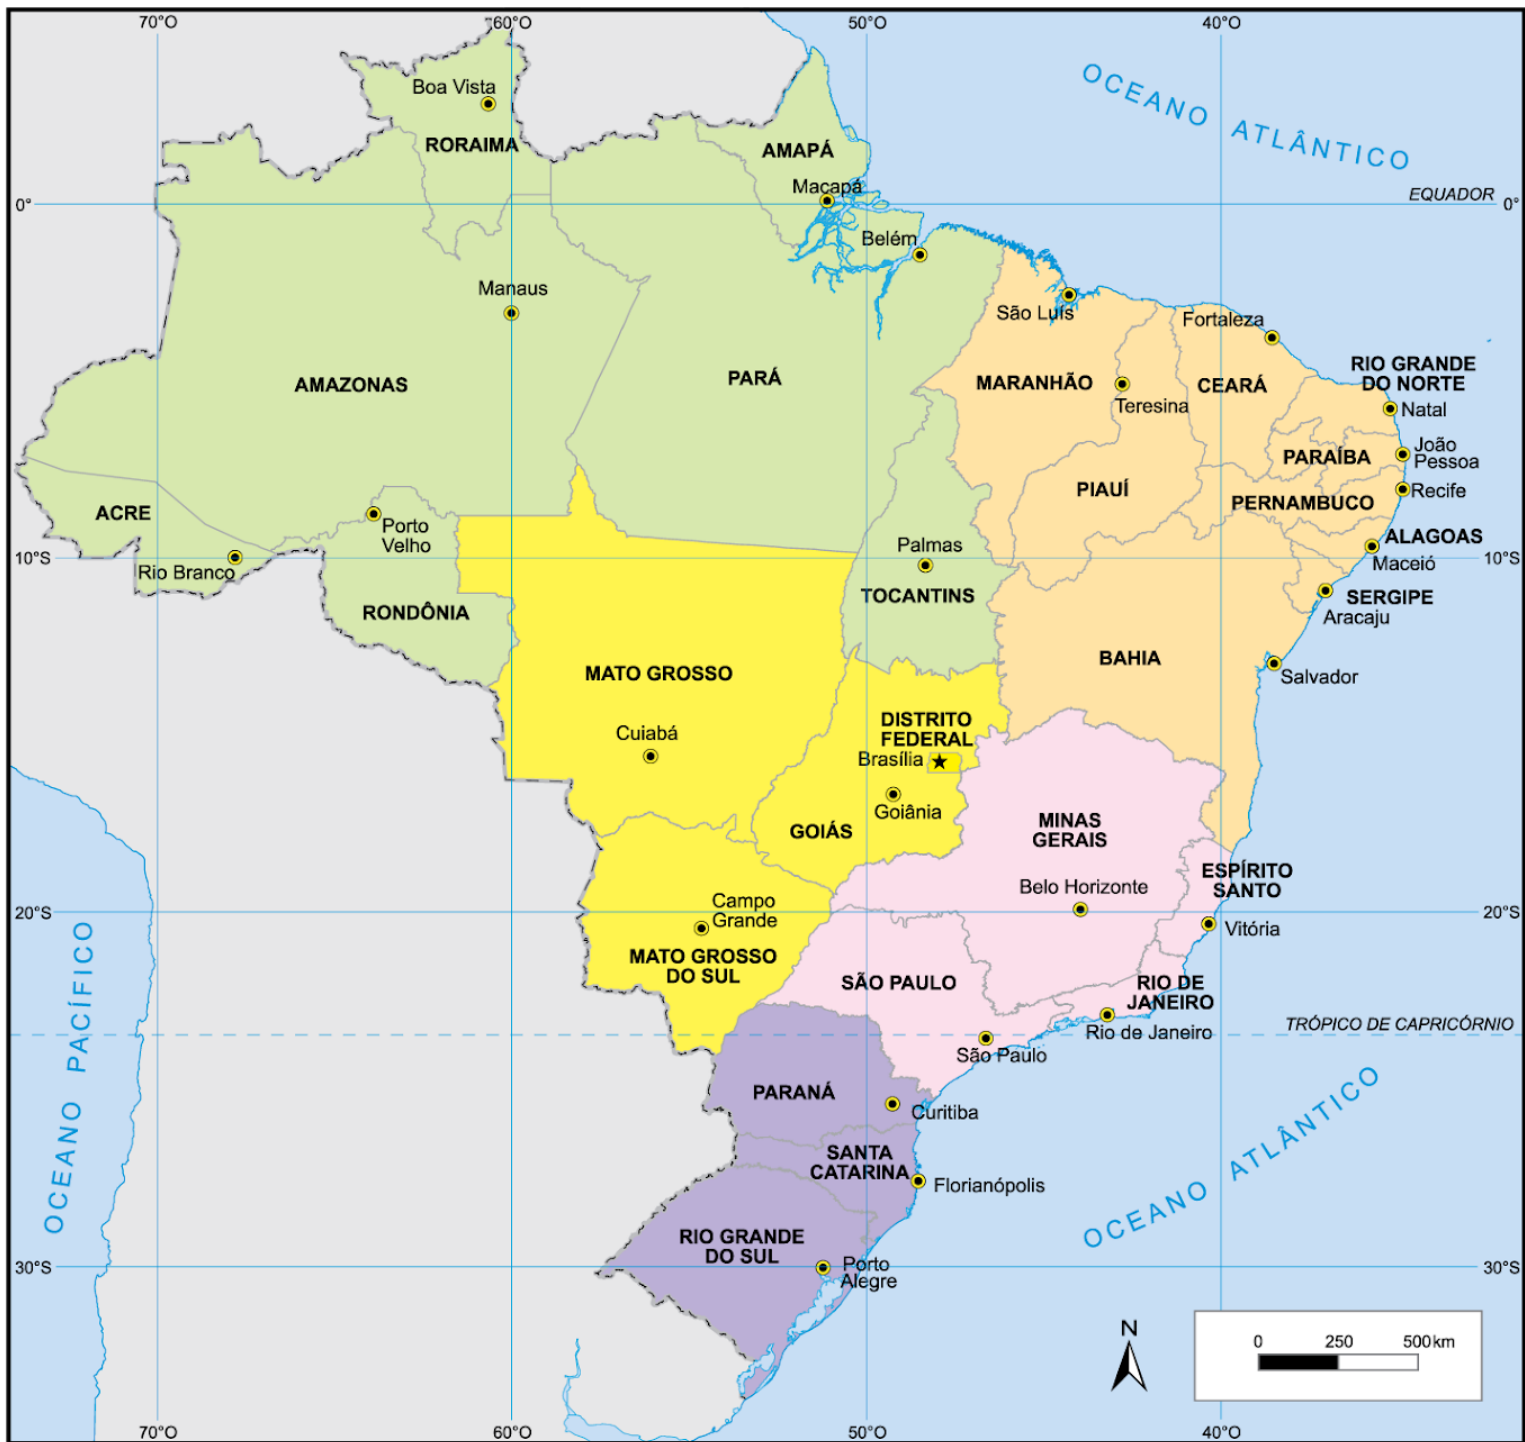 70°O
60°O
50°O
40°O
OCEANO ATLÂNTICO
Boa Vista
RORAIMA
AMAPÁ
Macapá
EQUADOR
0°
0°
Belém
Manaus
São Luís
Fortaleza
AMAZONAS
PARÁ
MARANHÃO
Teresina
CEARÁ
RIO GRANDE
DO NORTE
Natal
João
Pessoa
PARAÍBA
PIAUÍ
Recife
PERNAMBUCO
ACRE
Porto
Velho
Rio Branco
Palmas
ALAGOAS
Maceió
10°S
10°S
RONDÔNIA
TOCANTINS
SERGIPE
Aracaju
MATO GROSSO
BAHIA
Salvador
Cuiabá
DISTRITO
FEDERAL
Brasília
Goiânia
GOIÁS
MINAS
GERAIS
Belo Horizonte
ESPÍRITO
SANTO
Vitória
20°S
20°S
Campo
Grande
MATO GROSSO
DO SUL
SÃO PAULO
RIO DE
JANEIRO
Rio de Janeiro
São Paulo
TRÓPICO DE CAPRICÓRNIO
OCEANO PACÍFICO
PARANÁ
Curitiba
SANTA
CATARINA
Florianópolis
OCEANO ATLÂNTICO
RIO GRANDE
DO SUL
Porto
Alegre
30°S
30°S
N
0 250 500 km
70°O
60°O
50°O
40°O